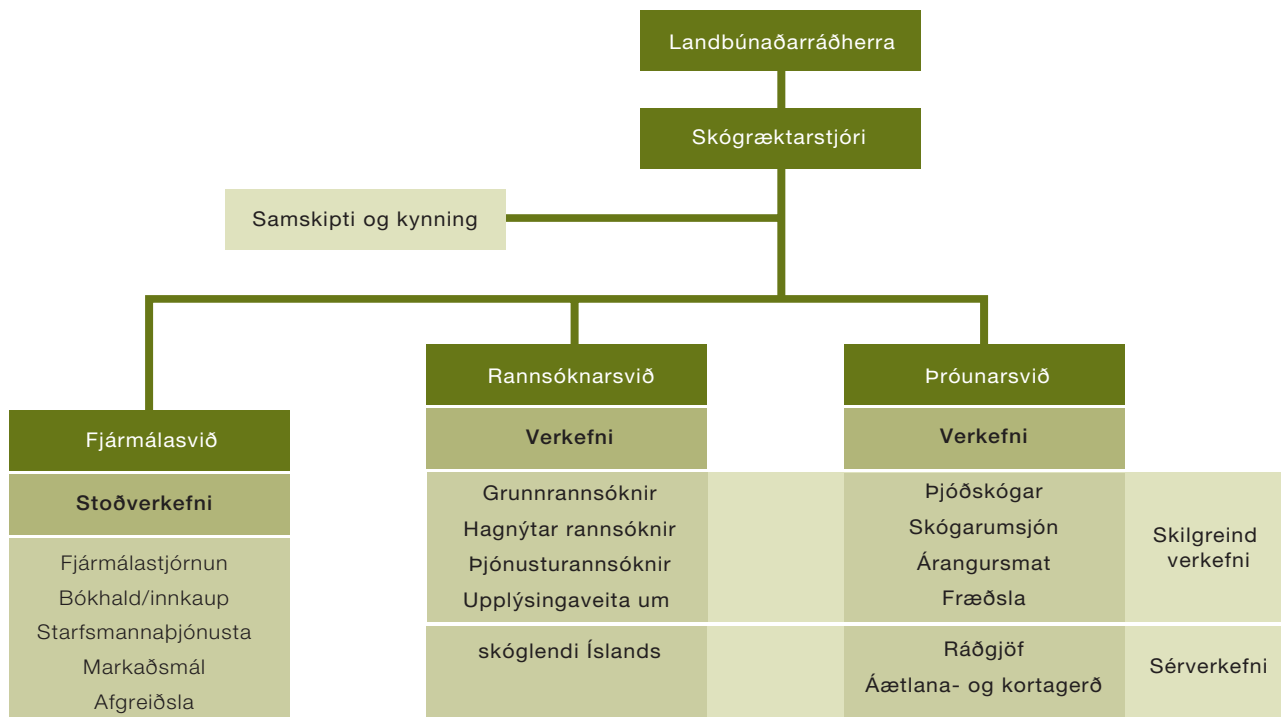 Landbúnaðarráðherra
Skógræktarstjóri
Samskipti og kynning
Fjármálasvið
Stoðverkefni
Fjármálastjórnun
Bókhald/innkaup
Starfsmannaþjónusta
Markaðsmál
Afgreiðsla
Rannsóknarsvið
Verkefni
Grunnrannsóknir
Hagnýtar rannsóknir
Þjónusturannsóknir
Upplýsingaveita um
skóglendi Íslands
Þróunarsvið
Verkefni
Þjóðskógar
Skógarumsjón
Árangursmat
Fræðsla
Ráðgjöf
Áætlana- og kortagerð
Skilgreind
verkefni
Sérverkefni